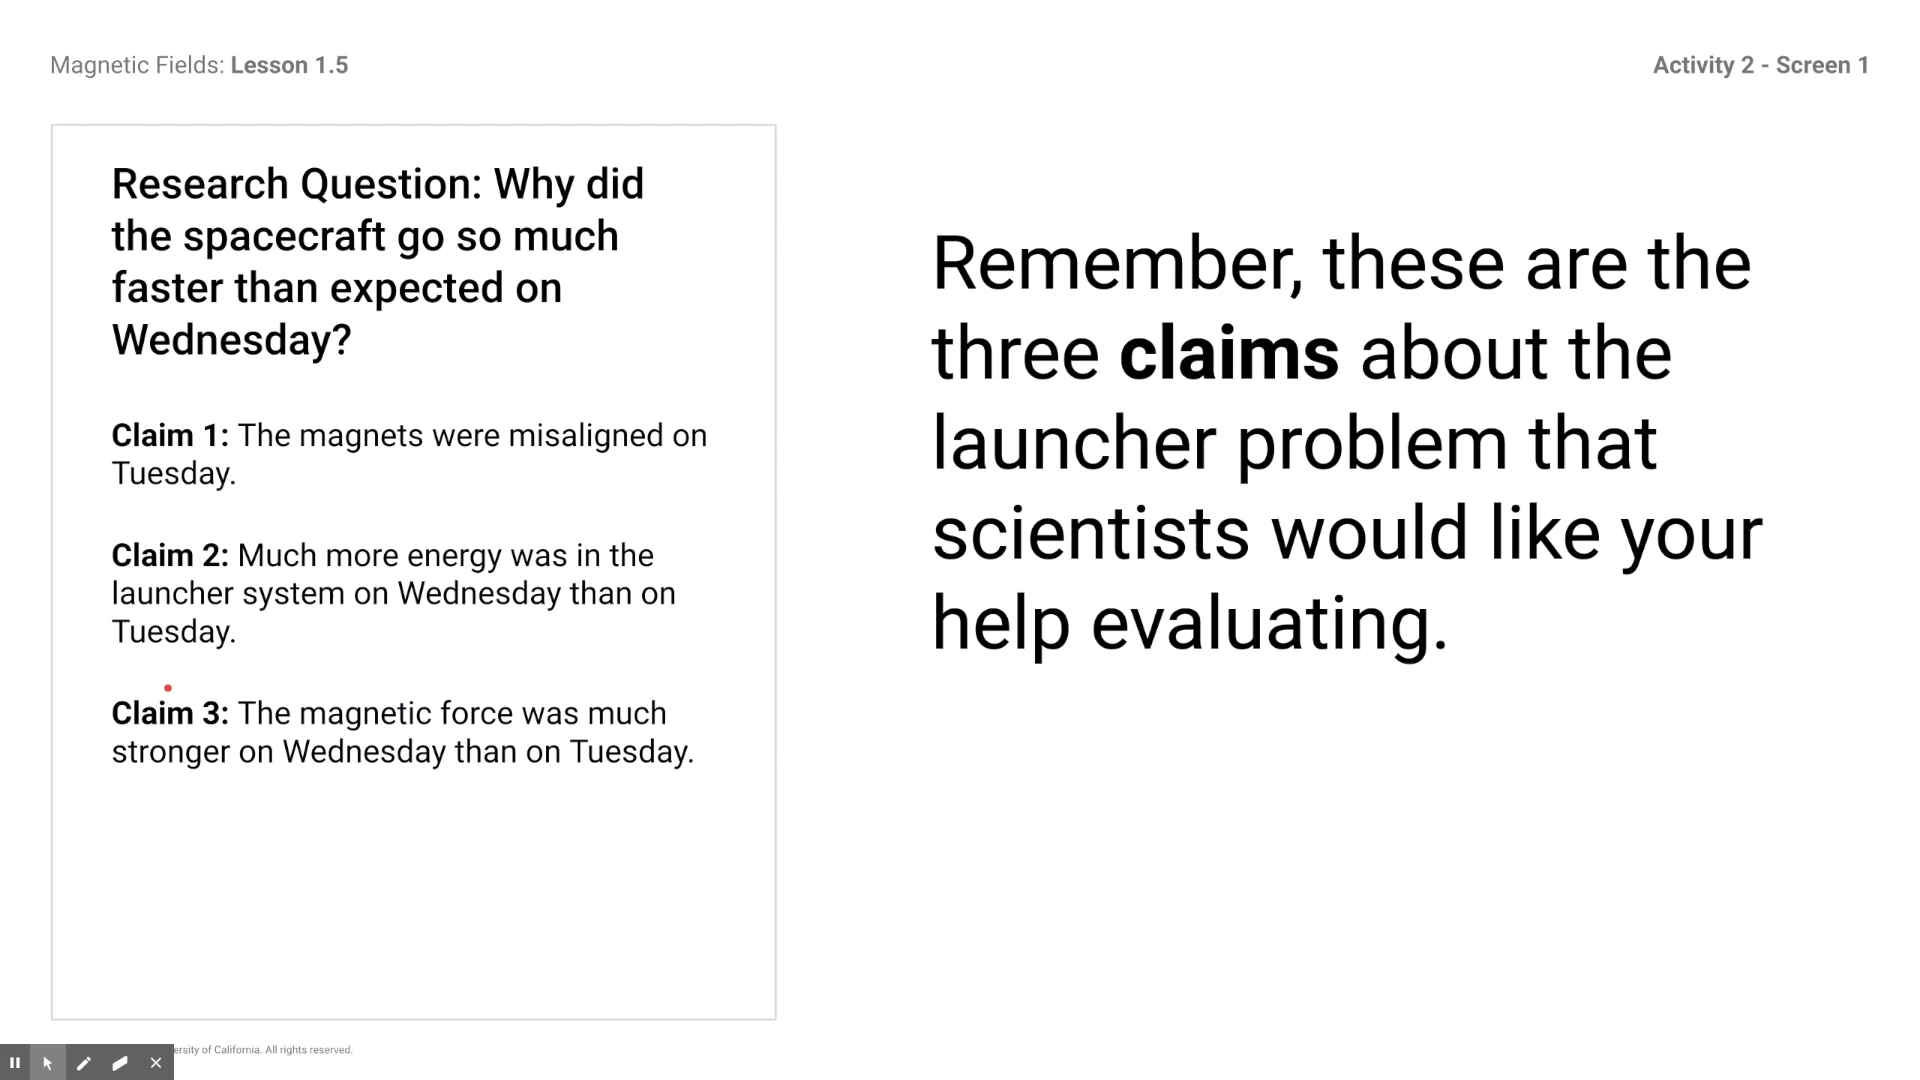 Magnetic Fields: Lesson 1.5
Activity 2 - Screen 1
Research Question: Why did
the spacecraft go so much
faster than expected on
Wednesday?
Claim 1: The magnets were misaligned on
Tuesday.
Claim 2: Much more energy was in the
launcher system on Wednesday than on
Tuesday.
Claim 3: The magnetic force was much
stronger on Wednesday than on Tuesday.
Remember, these are the
three claims about the
launcher problem that
scientists would like your
help evaluating.
of California. All rights reserved.